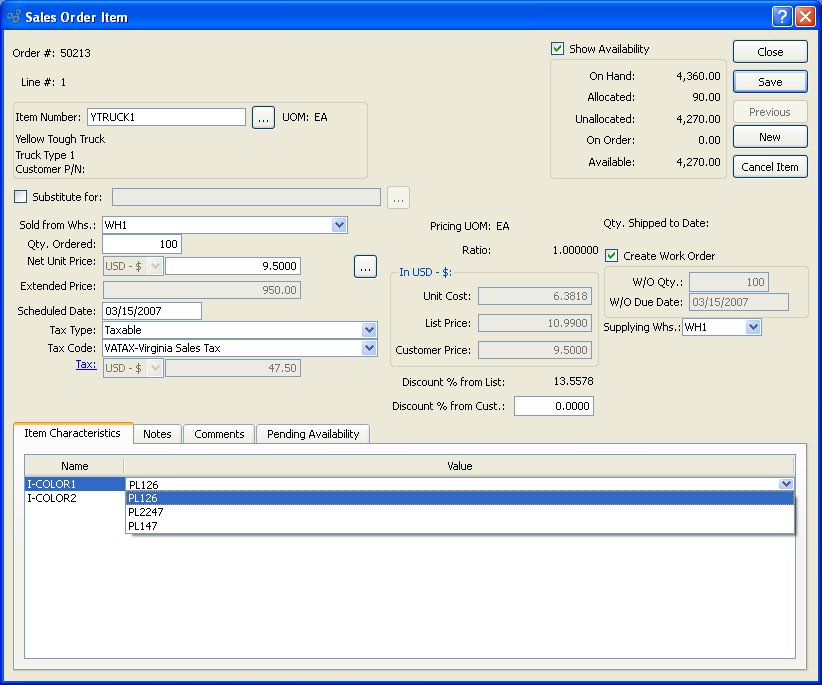 Sales Order Item
Order #: 50213
Line #: 1
Item Number: YTRUCK1 ... UOM: EA
Yellow Tough Truck
Truck Type 1
Customer P/N:
Show Availability
On Hand: 4,360.00
Allocated: 90.00
Unallocated: 4,270.00
On Order: 0.00
Available: 4,270.00
Close
Save
Previous
New
Cancel Item
Substitute for: ...
Sold from Whs.: WH1
Qty. Ordered: 100
Net Unit Price: USD - $ 9.5000 ...
Extended Price: 950.00
Scheduled Date: 03/15/2007
Tax Type: Taxable
Tax Code: VATAX-Virginia Sales Tax
Tax: USD - $ 47.50
Pricing UOM: EA
Ratio: 1.000000
In USD - $:
Unit Cost: 6.3818
List Price: 10.9900
Customer Price: 9.5000
Discount % from List: 13.5578
Discount % from Cust.: 0.0000
Qty. Shipped to Date:
Create Work Order
W/O Qty.: 100
W/O Due Date: 03/15/2007
Supplying Whs.: WH1
Item Characteristics Notes Comments Pending Availability
Name Value
I-COLOR1 PL126
I-COLOR2 PL126
PL2247
PL147